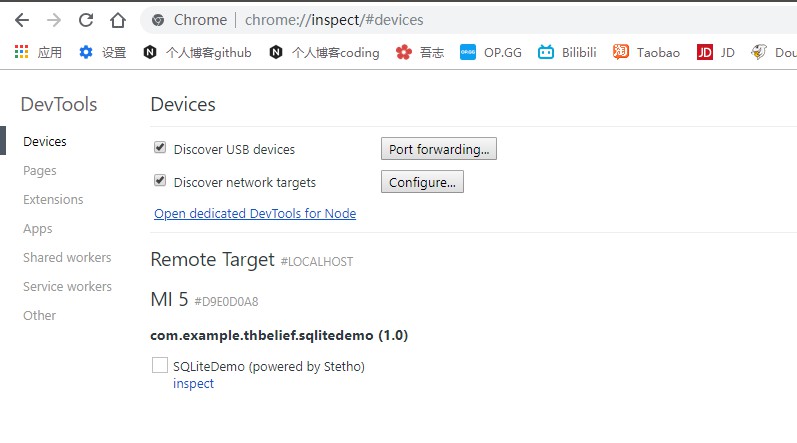 Chrome | chrome://inspect/#devices
应用 设置 个人博客github 个人博客coding 吾志 OP.GG OP.GG Bilibili 淘 Taobao JD JD Dou
DevTools
Devices
Pages
Extensions
Apps
Shared workers
Service workers
Other
Devices
Discover USB devices Port forwarding...
Discover network targets Configure...
Open dedicated DevTools for Node
Remote Target #LOCALHOST
MI 5 #D9E0D0A8
com.example.thbelief.sqlitedemo (1.0)
SQLiteDemo (powered by Stetho)
inspect